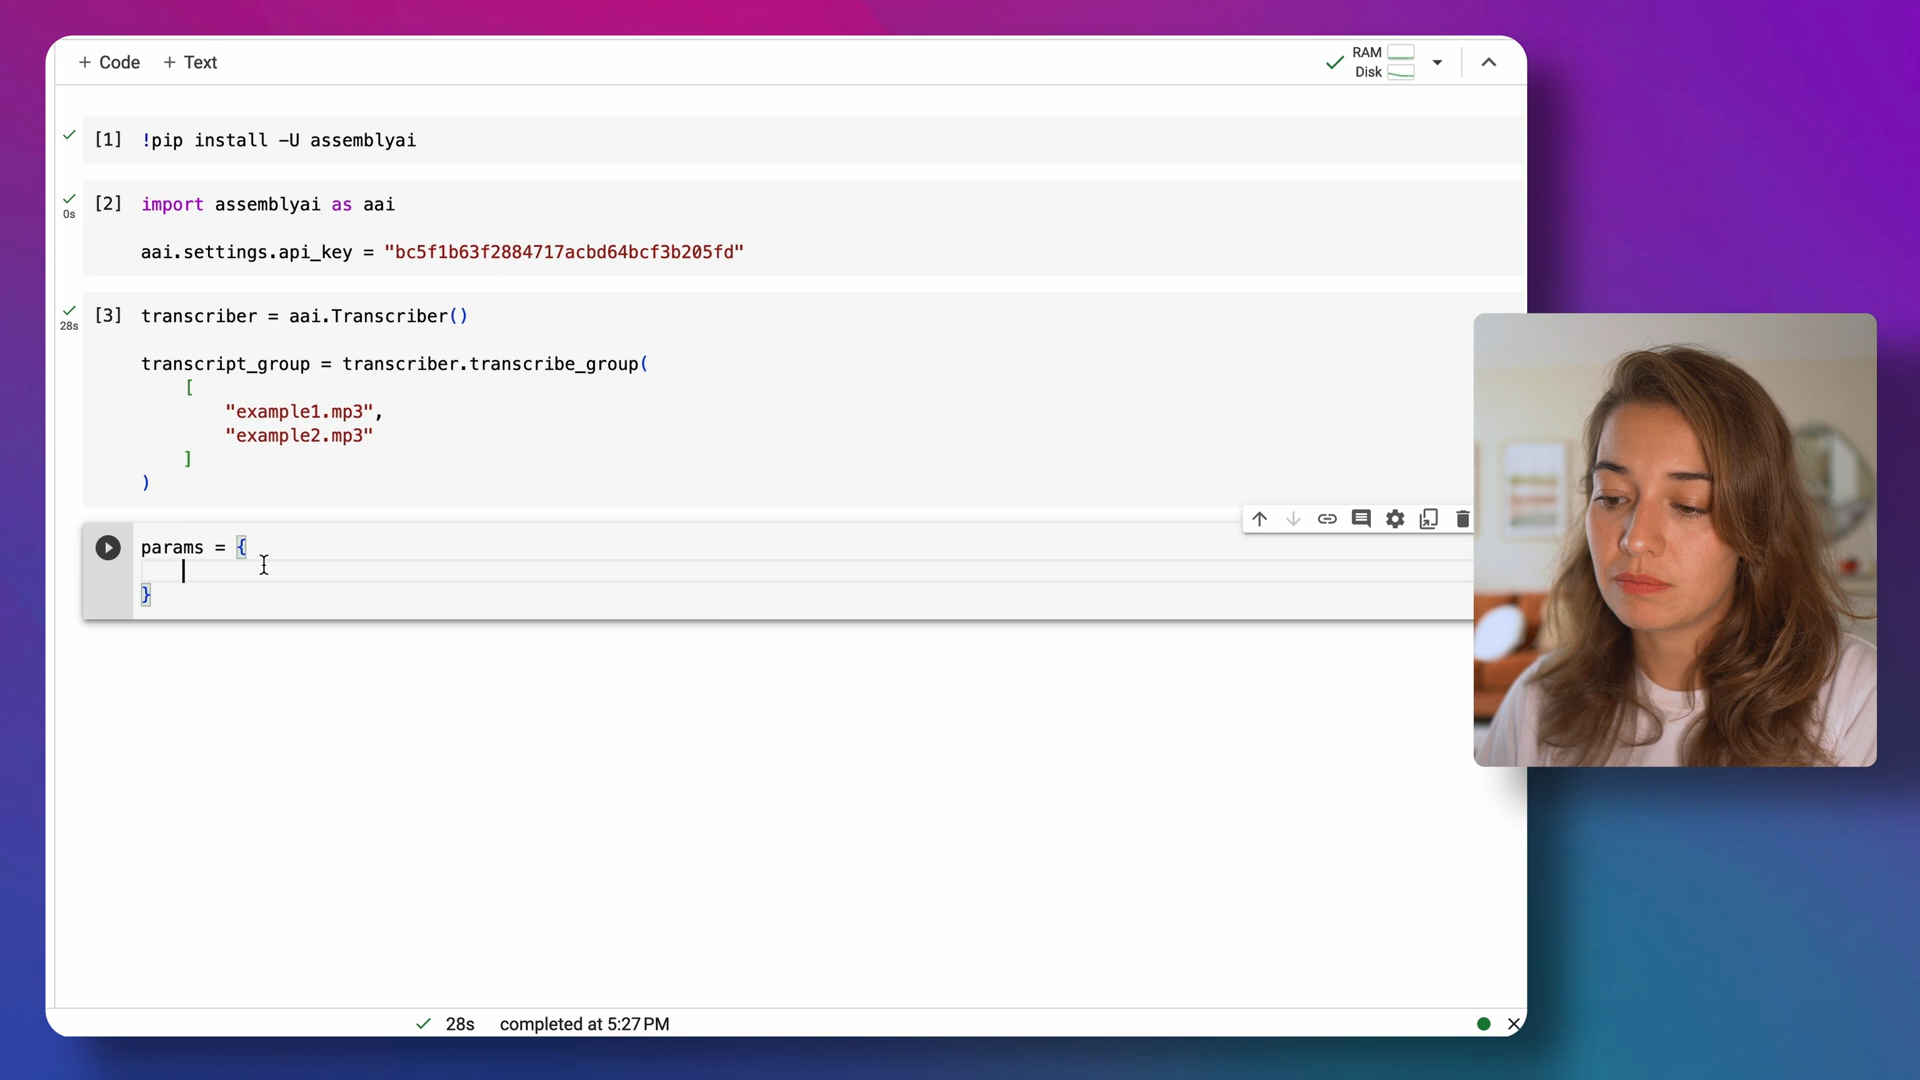 + Code + Text
RAM
Disk
[1] !pip install -U assemblyai
[2] import assemblyai as aai
0s
aai.settings.api_key = "bc5f1b63f2884717acbd64bcf3b205fd"
[3] transcriber = aai.Transcriber()
28s
transcript_group = transcriber.transcribe_group(
[
"example1.mp3",
"example2.mp3"
]
)
params = {
}
28s completed at 5:27 PM